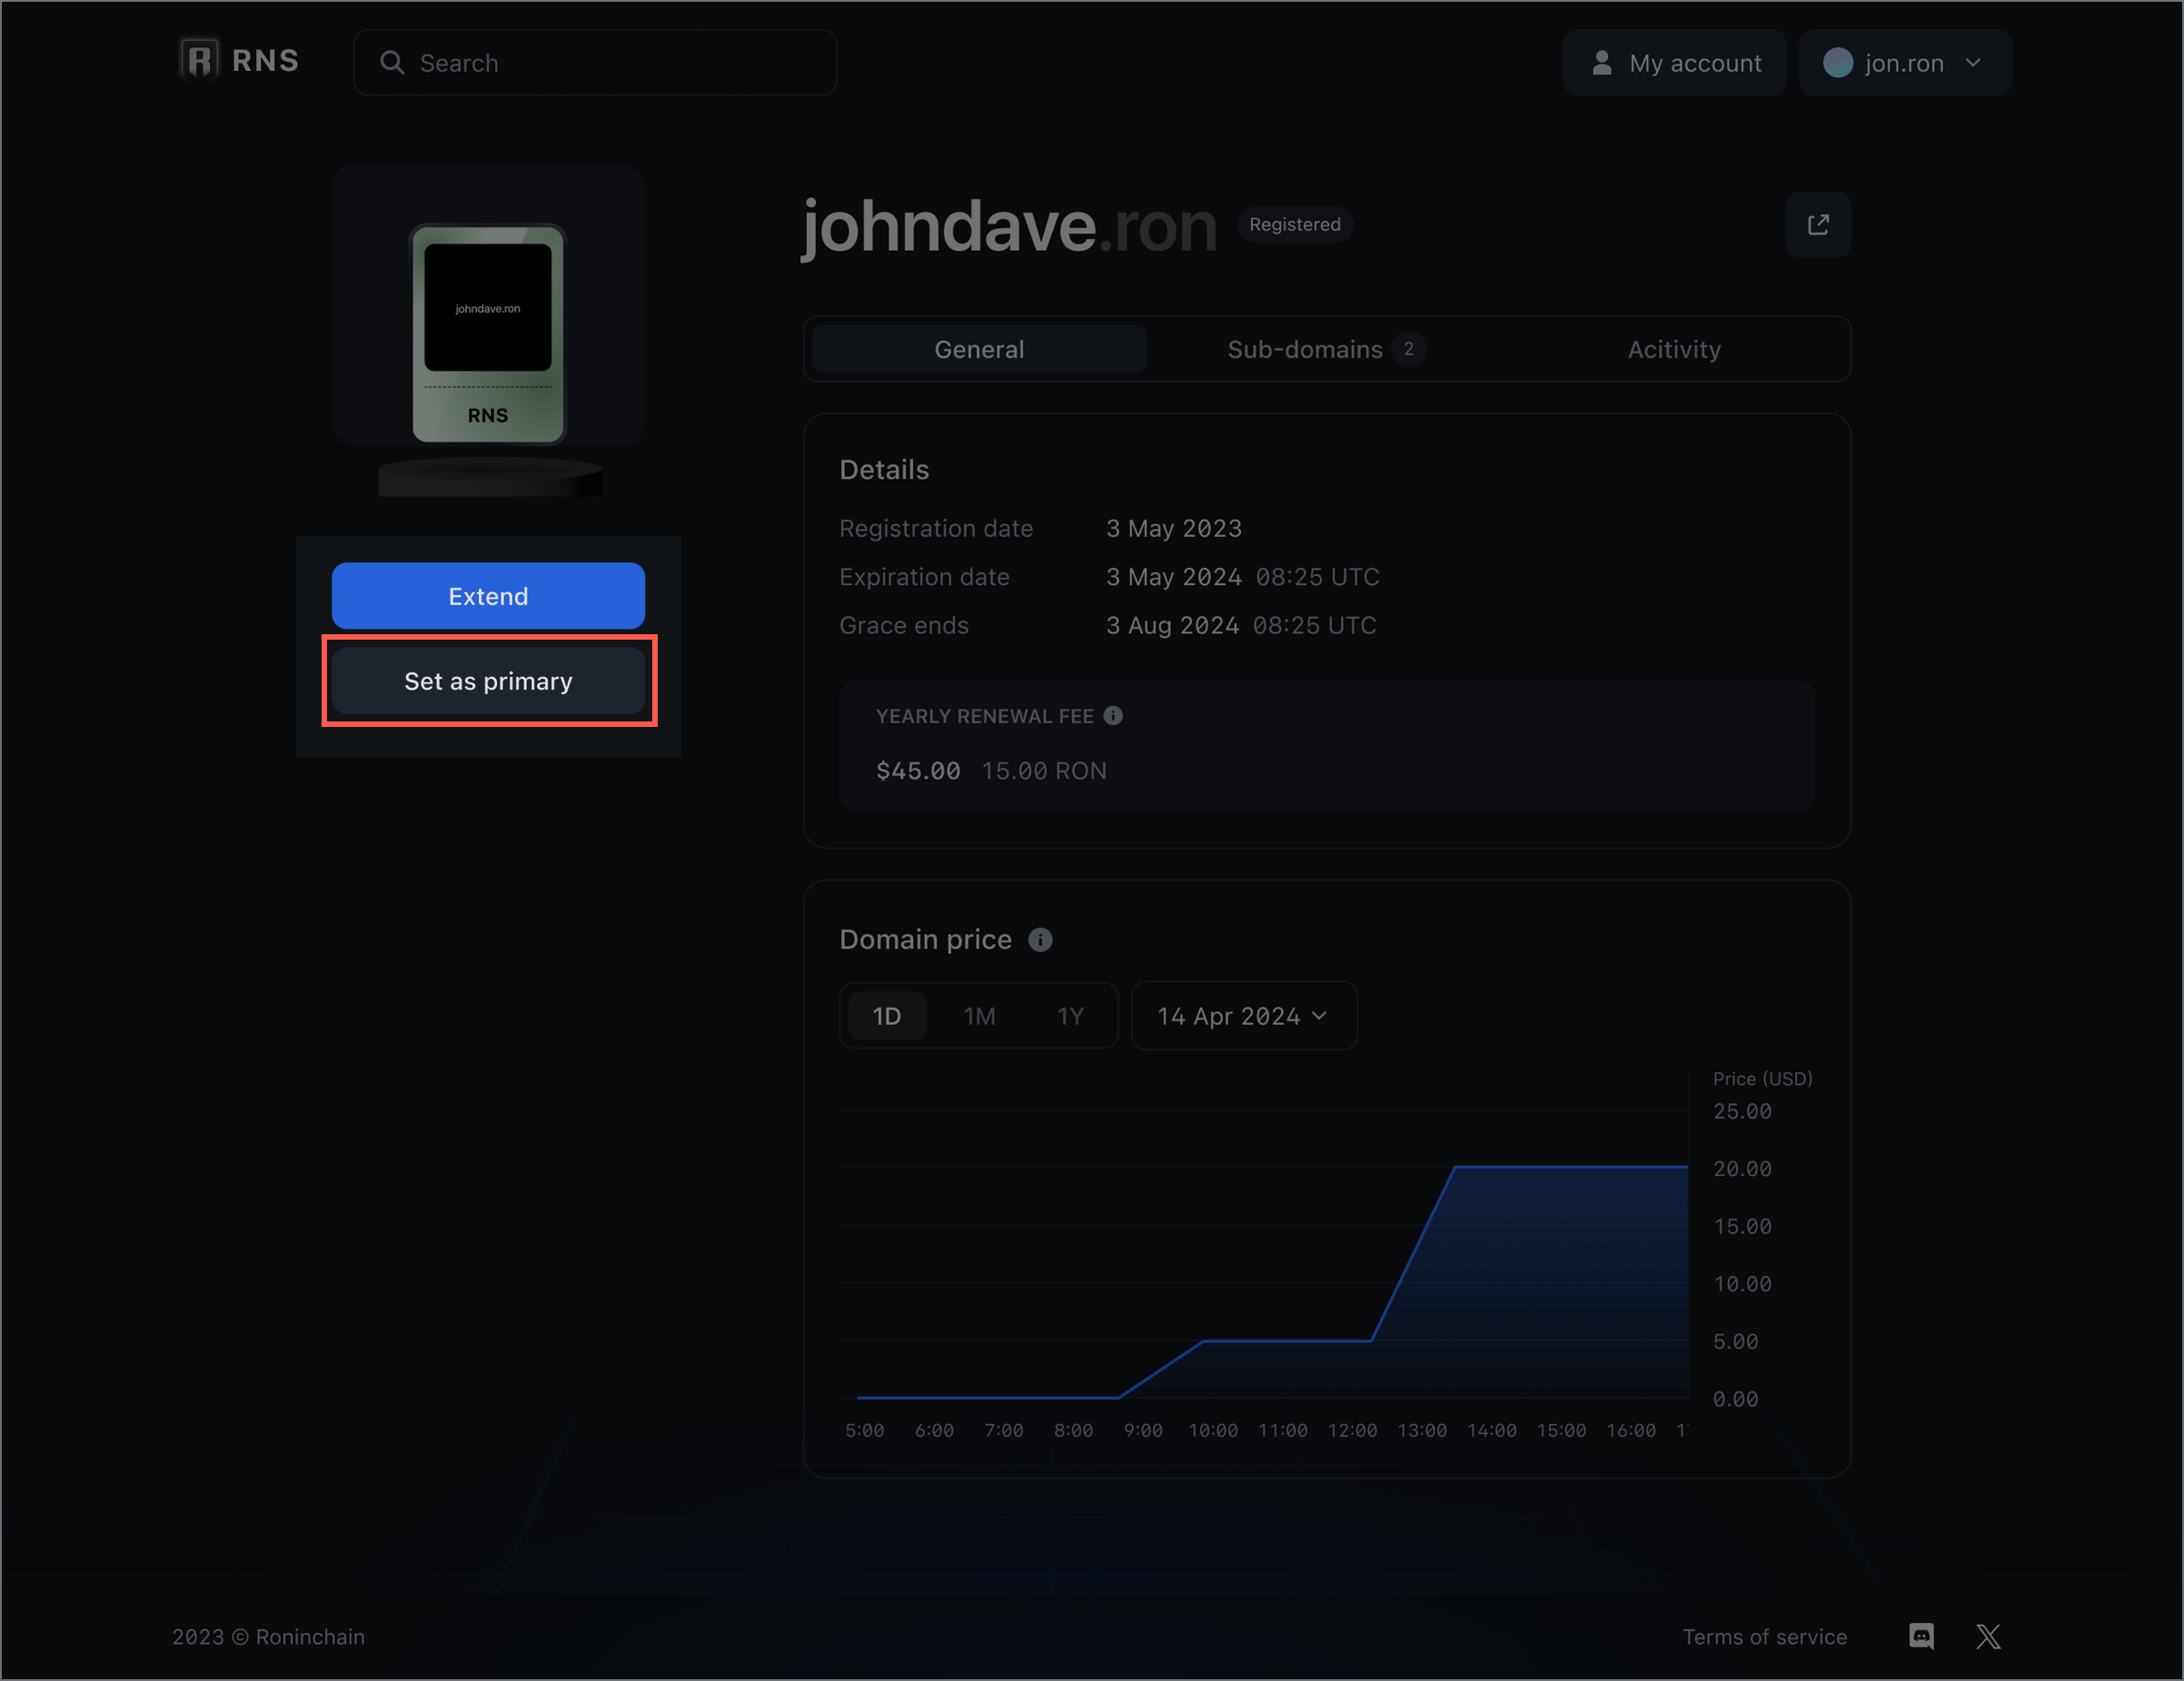 RNS
Search
My account
jon.ron
johndave.ron
RNS
Extend
Set as primary
johndave.ron Registered
General
Sub-domains 2
Acitivity
Details
Registration date 3 May 2023
Expiration date 3 May 2024 08:25 UTC
Grace ends 3 Aug 2024 08:25 UTC
YEARLY RENEWAL FEE
$45.00 15.00 RON
Domain price
1D 1M 1Y 14 Apr 2024
Price (USD)
25.00
20.00
15.00
10.00
5.00
0.00
5:00 6:00 7:00 8:00 9:00 10:00 11:00 12:00 13:00 14:00 15:00 16:00
2023 © Roninchain
Terms of service